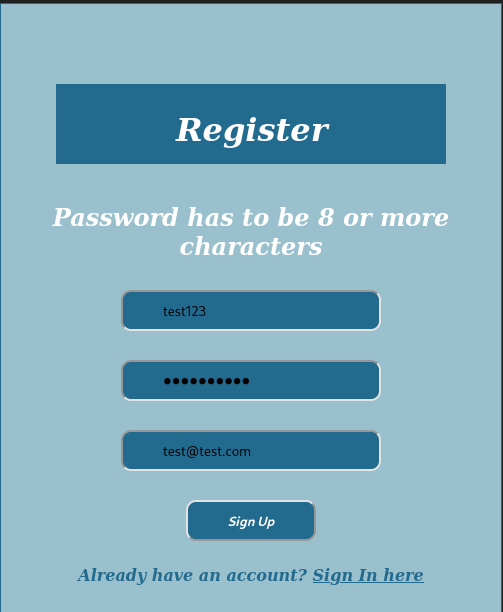 Register
Password has to be 8 or more
characters
test123
●●●●●●●●●●
test@test.com
Sign Up
Already have an account? Sign In here